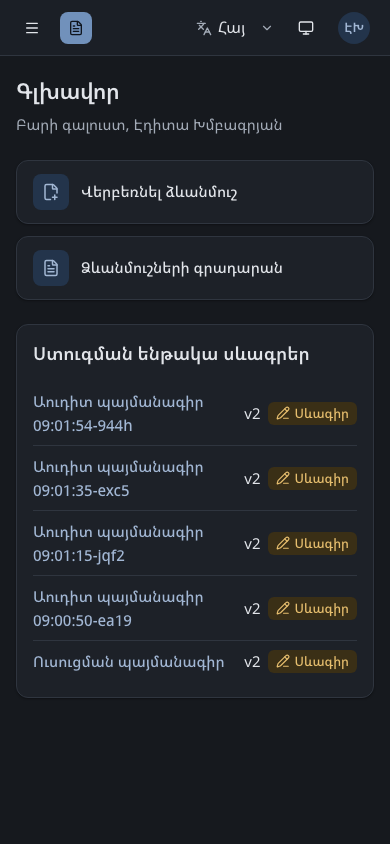 Հայ
ԷԽ
Գլխավոր
Բարի գալուստ, Էդիտա Խմբագրյան
Վերբեռնել ձևանմուշ
Ձևանմուշների գրադարան
Ստուգման ենթակա սևագրեր
Աուդիտ պայմանագիր
09:01:54-944h
v2
Սևագիր
Աուդիտ պայմանագիր
09:01:35-exc5
v2
Սևագիր
Աուդիտ պայմանագիր
09:01:15-jqf2
v2
Սևագիր
Աուդիտ պայմանագիր
09:00:50-ea19
v2
Սևագիր
Ուսուցման պայմանագիր
v2
Սևագիր